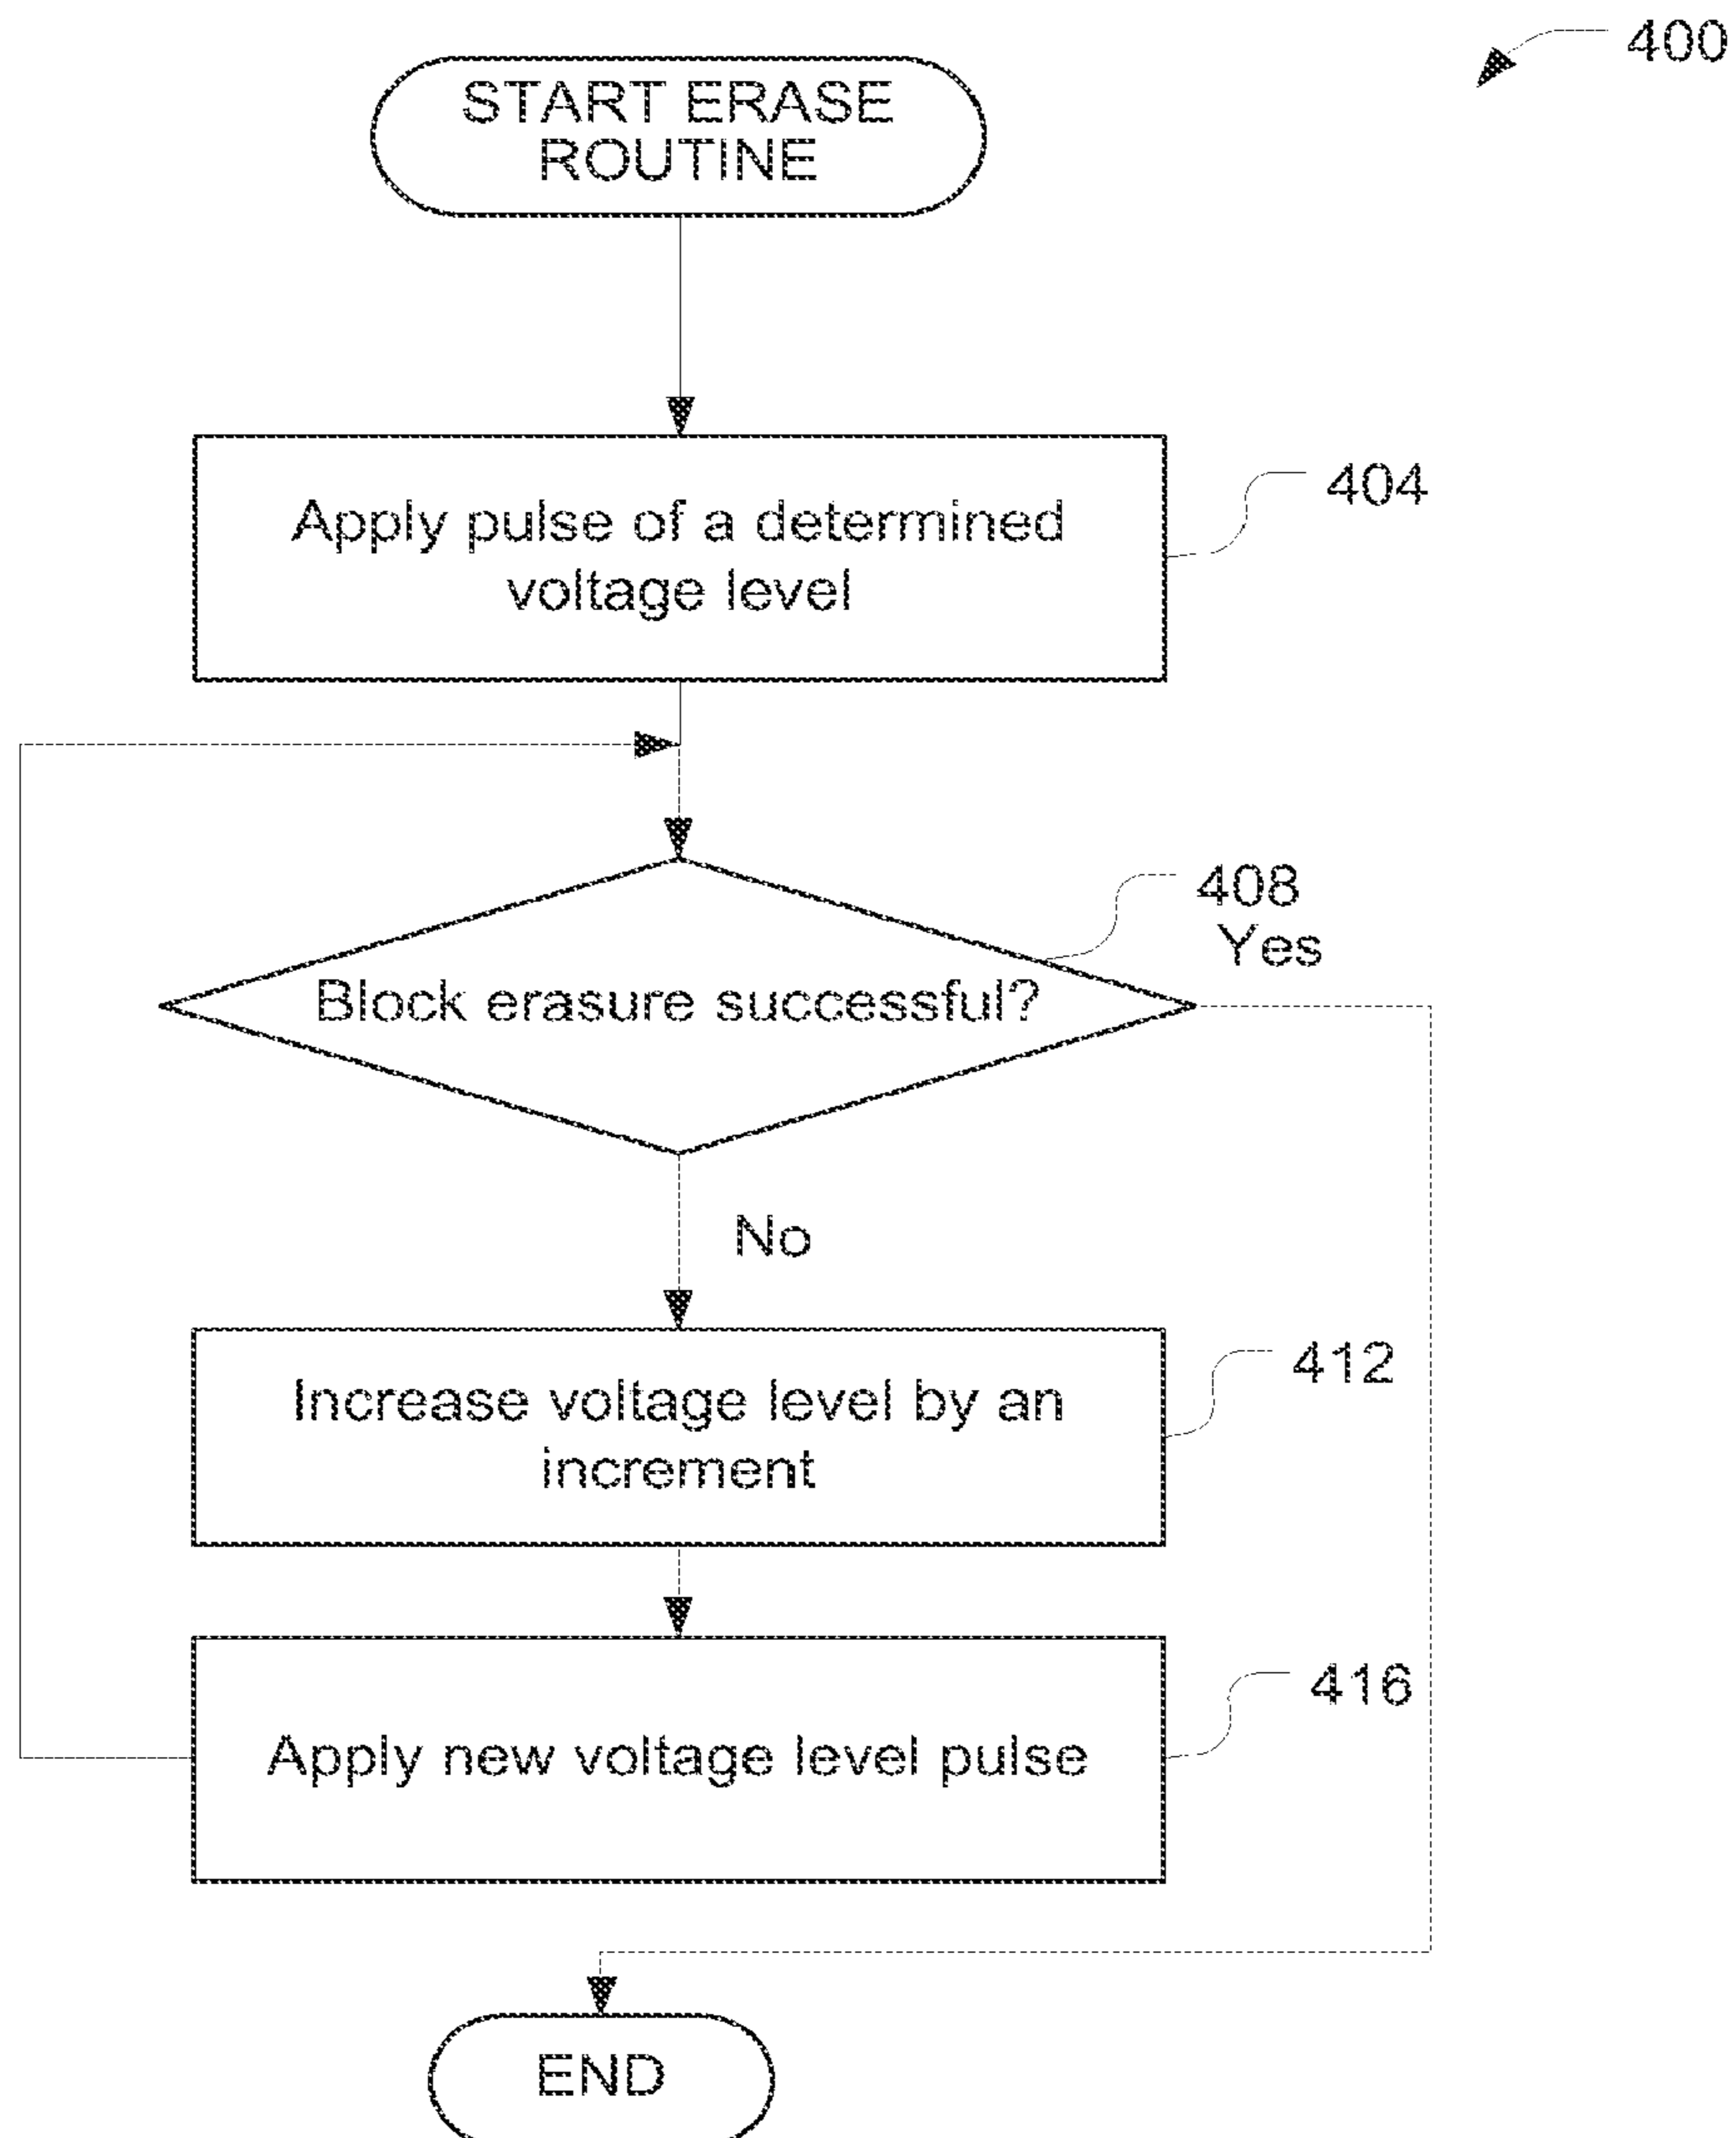 400
START ERASE
ROUTINE
Apply pulse of a determined
voltage level
404
408
Yes
Block erasure successful?
No
Increase voltage level by an
increment
412
Apply new voltage level pulse
416
END